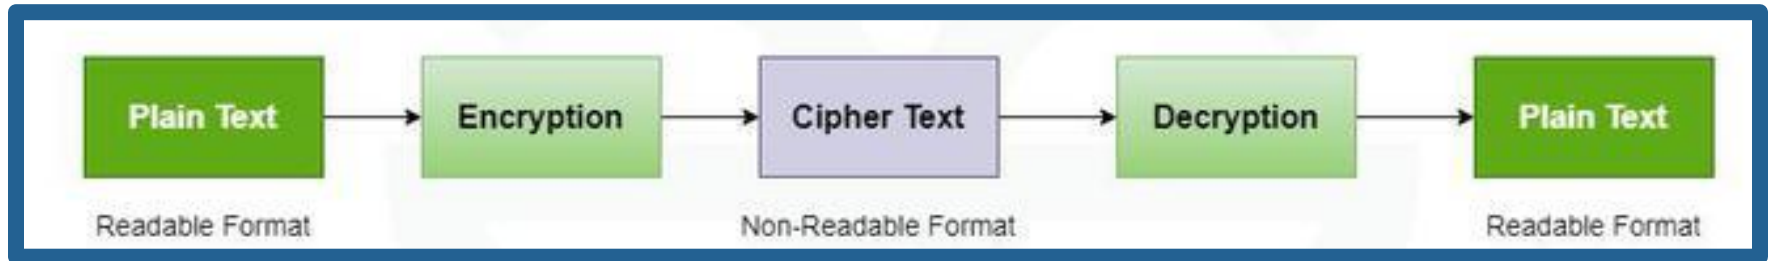 Plain Text Encryption Cipher Text Decryption Plain Text
Readable Format Non-Readable Format Readable Format